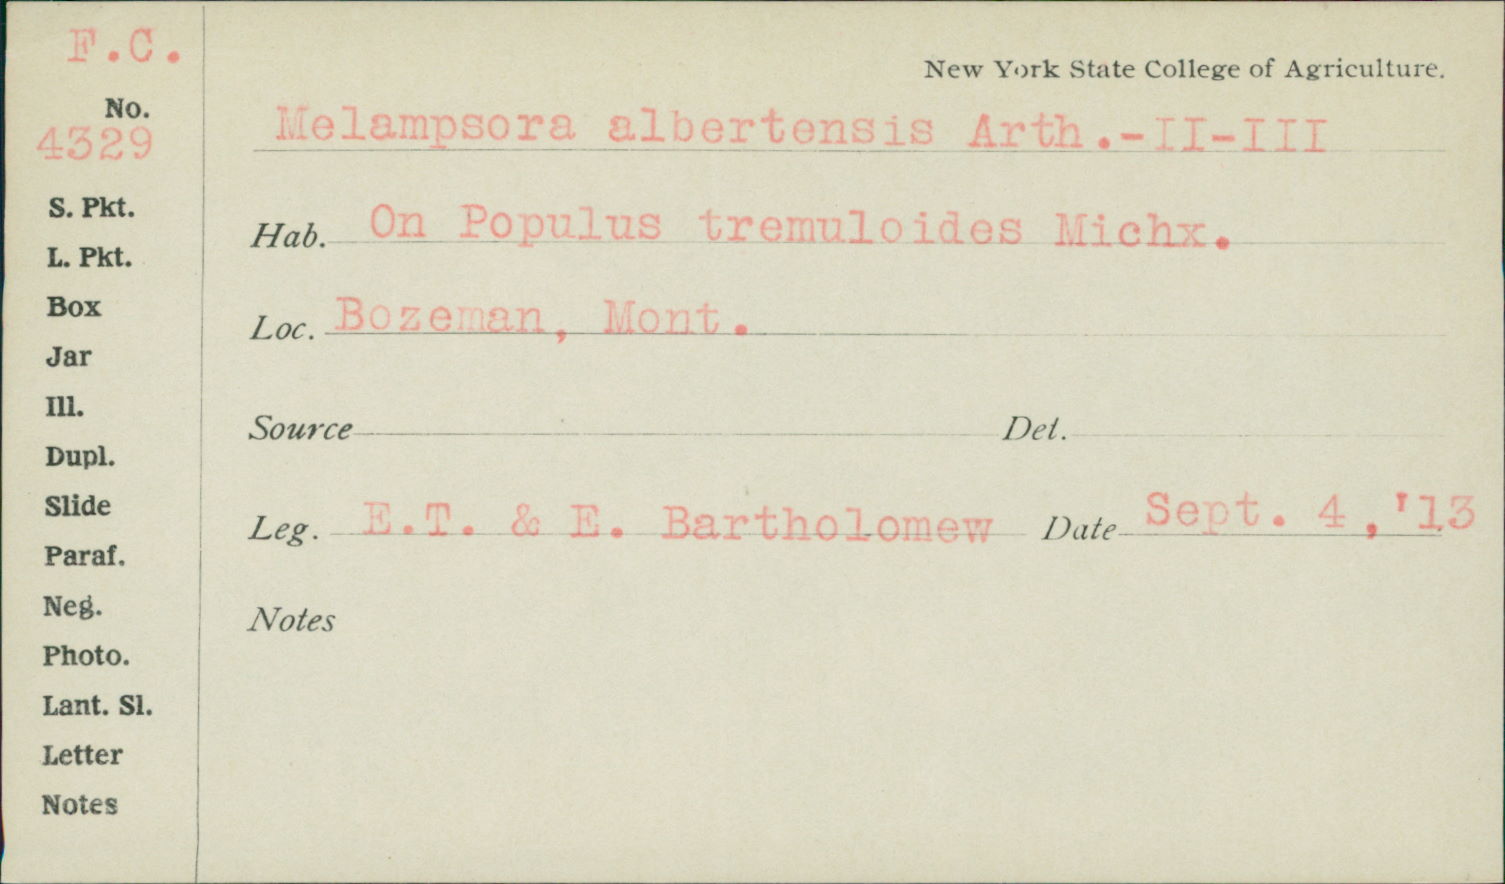 F.C.
No.
4329
S. Pkt.
L. Pkt.
Box
Jar
Ill.
Dupl.
Slide
Paraf.
Neg.
Photo.
Lant. Sl.
Letter
Notes
New York State College of Agriculture.
Melampsora albertensis Arth.-II-III
Hab. On Populus tremuloides Michx.
Loc. Bozeman, Mont.
Source Det.
Leg. E.T. & E. Bartholomew Date Sept. 4,'13
Notes